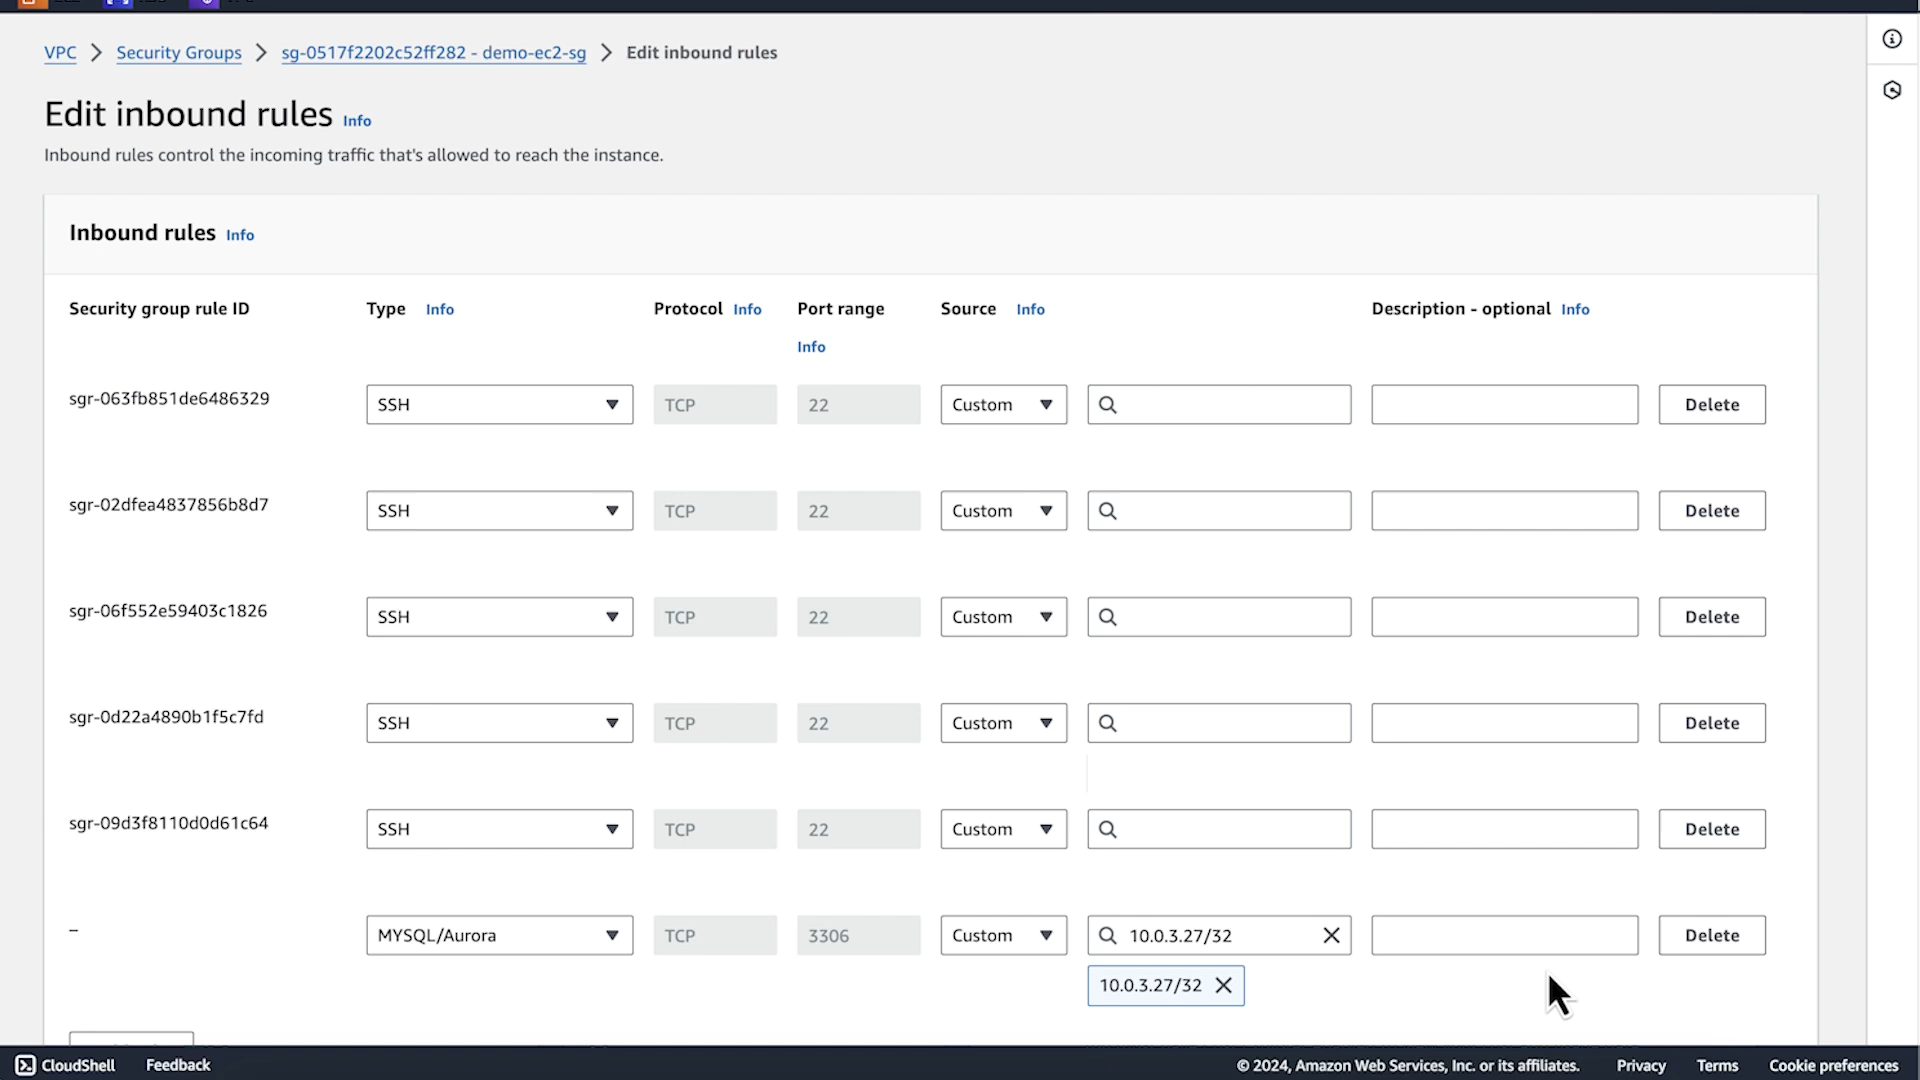 VPC > Security Groups > sg-0517f2202c52ff282 - demo-ec2-sg > Edit inbound rules
Edit inbound rules Info
Inbound rules control the incoming traffic that's allowed to reach the instance.
Inbound rules Info
Security group rule ID Type Info Protocol Info Port range Source Info Description - optional Info
Info
sgr-063fb851de6486329 SSH TCP 22 Custom Delete
sgr-02dfea4837856b8d7 SSH TCP 22 Custom Delete
sgr-06f552e59403c1826 SSH TCP 22 Custom Delete
sgr-0d22a4890b1f5c7fd SSH TCP 22 Custom Delete
sgr-09d3f8110d0d61c64 SSH TCP 22 Custom Delete
– MYSQL/Aurora TCP 3306 Custom 10.0.3.27/32 Delete
10.0.3.27/32
CloudShell Feedback © 2024, Amazon Web Services, Inc. or its affiliates. Privacy Terms Cookie preferences